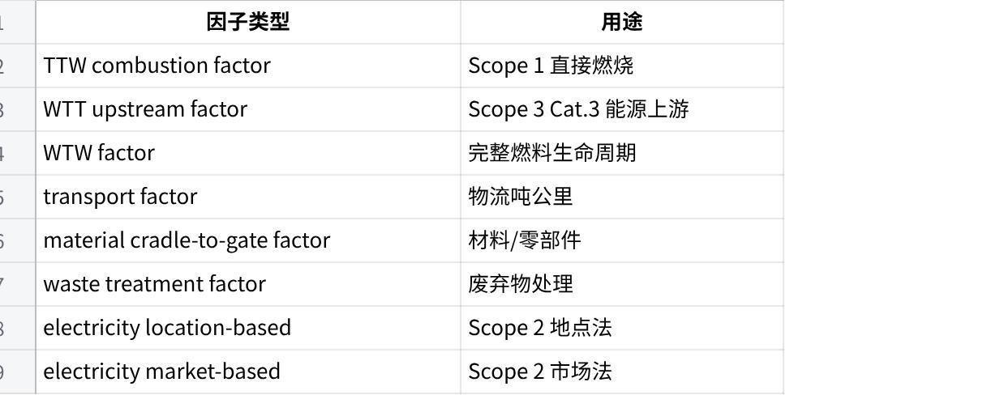 因子类型 用途
TTW combustion factor Scope 1 直接燃烧
WTT upstream factor Scope 3 Cat.3 能源上游
WTW factor 完整燃料生命周期
transport factor 物流吨公里
material cradle-to-gate factor 材料/零部件
waste treatment factor 废弃物处理
electricity location-based Scope 2 地点法
electricity market-based Scope 2 市场法